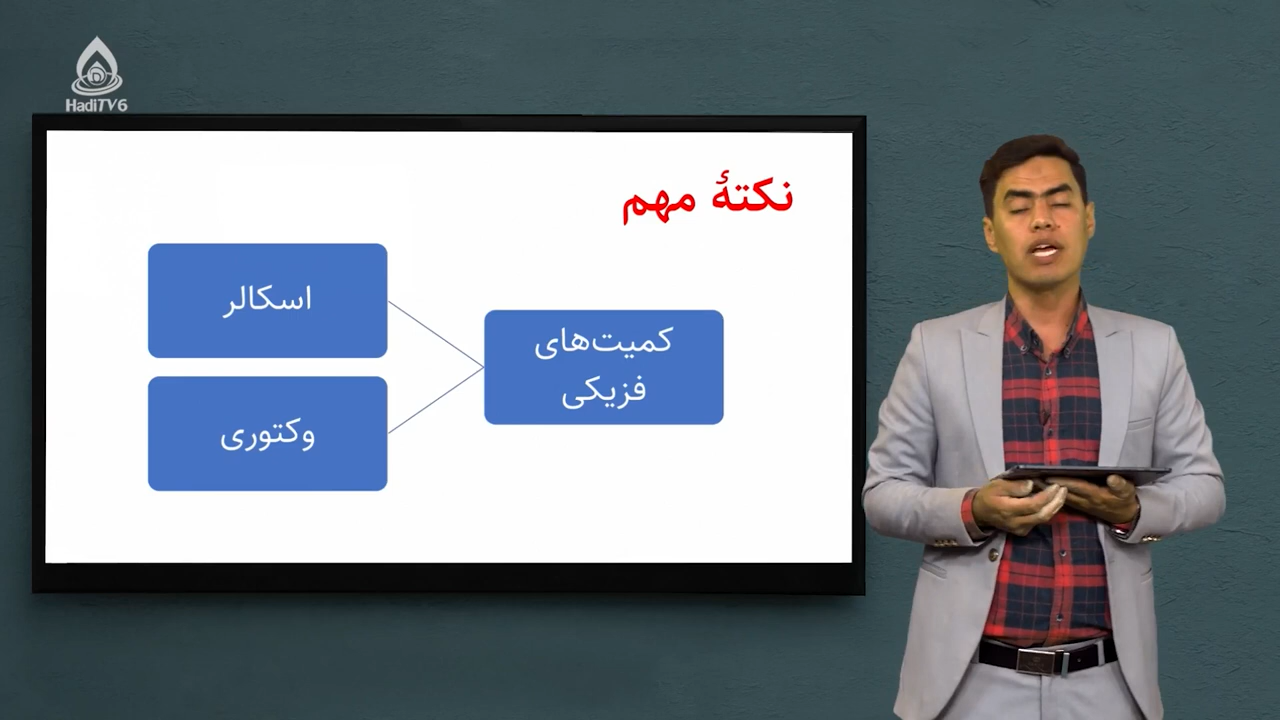 HadiTV6
نکتهٔ مهم
کمیت‌های
فزیکی
اسکالر
وکتوری